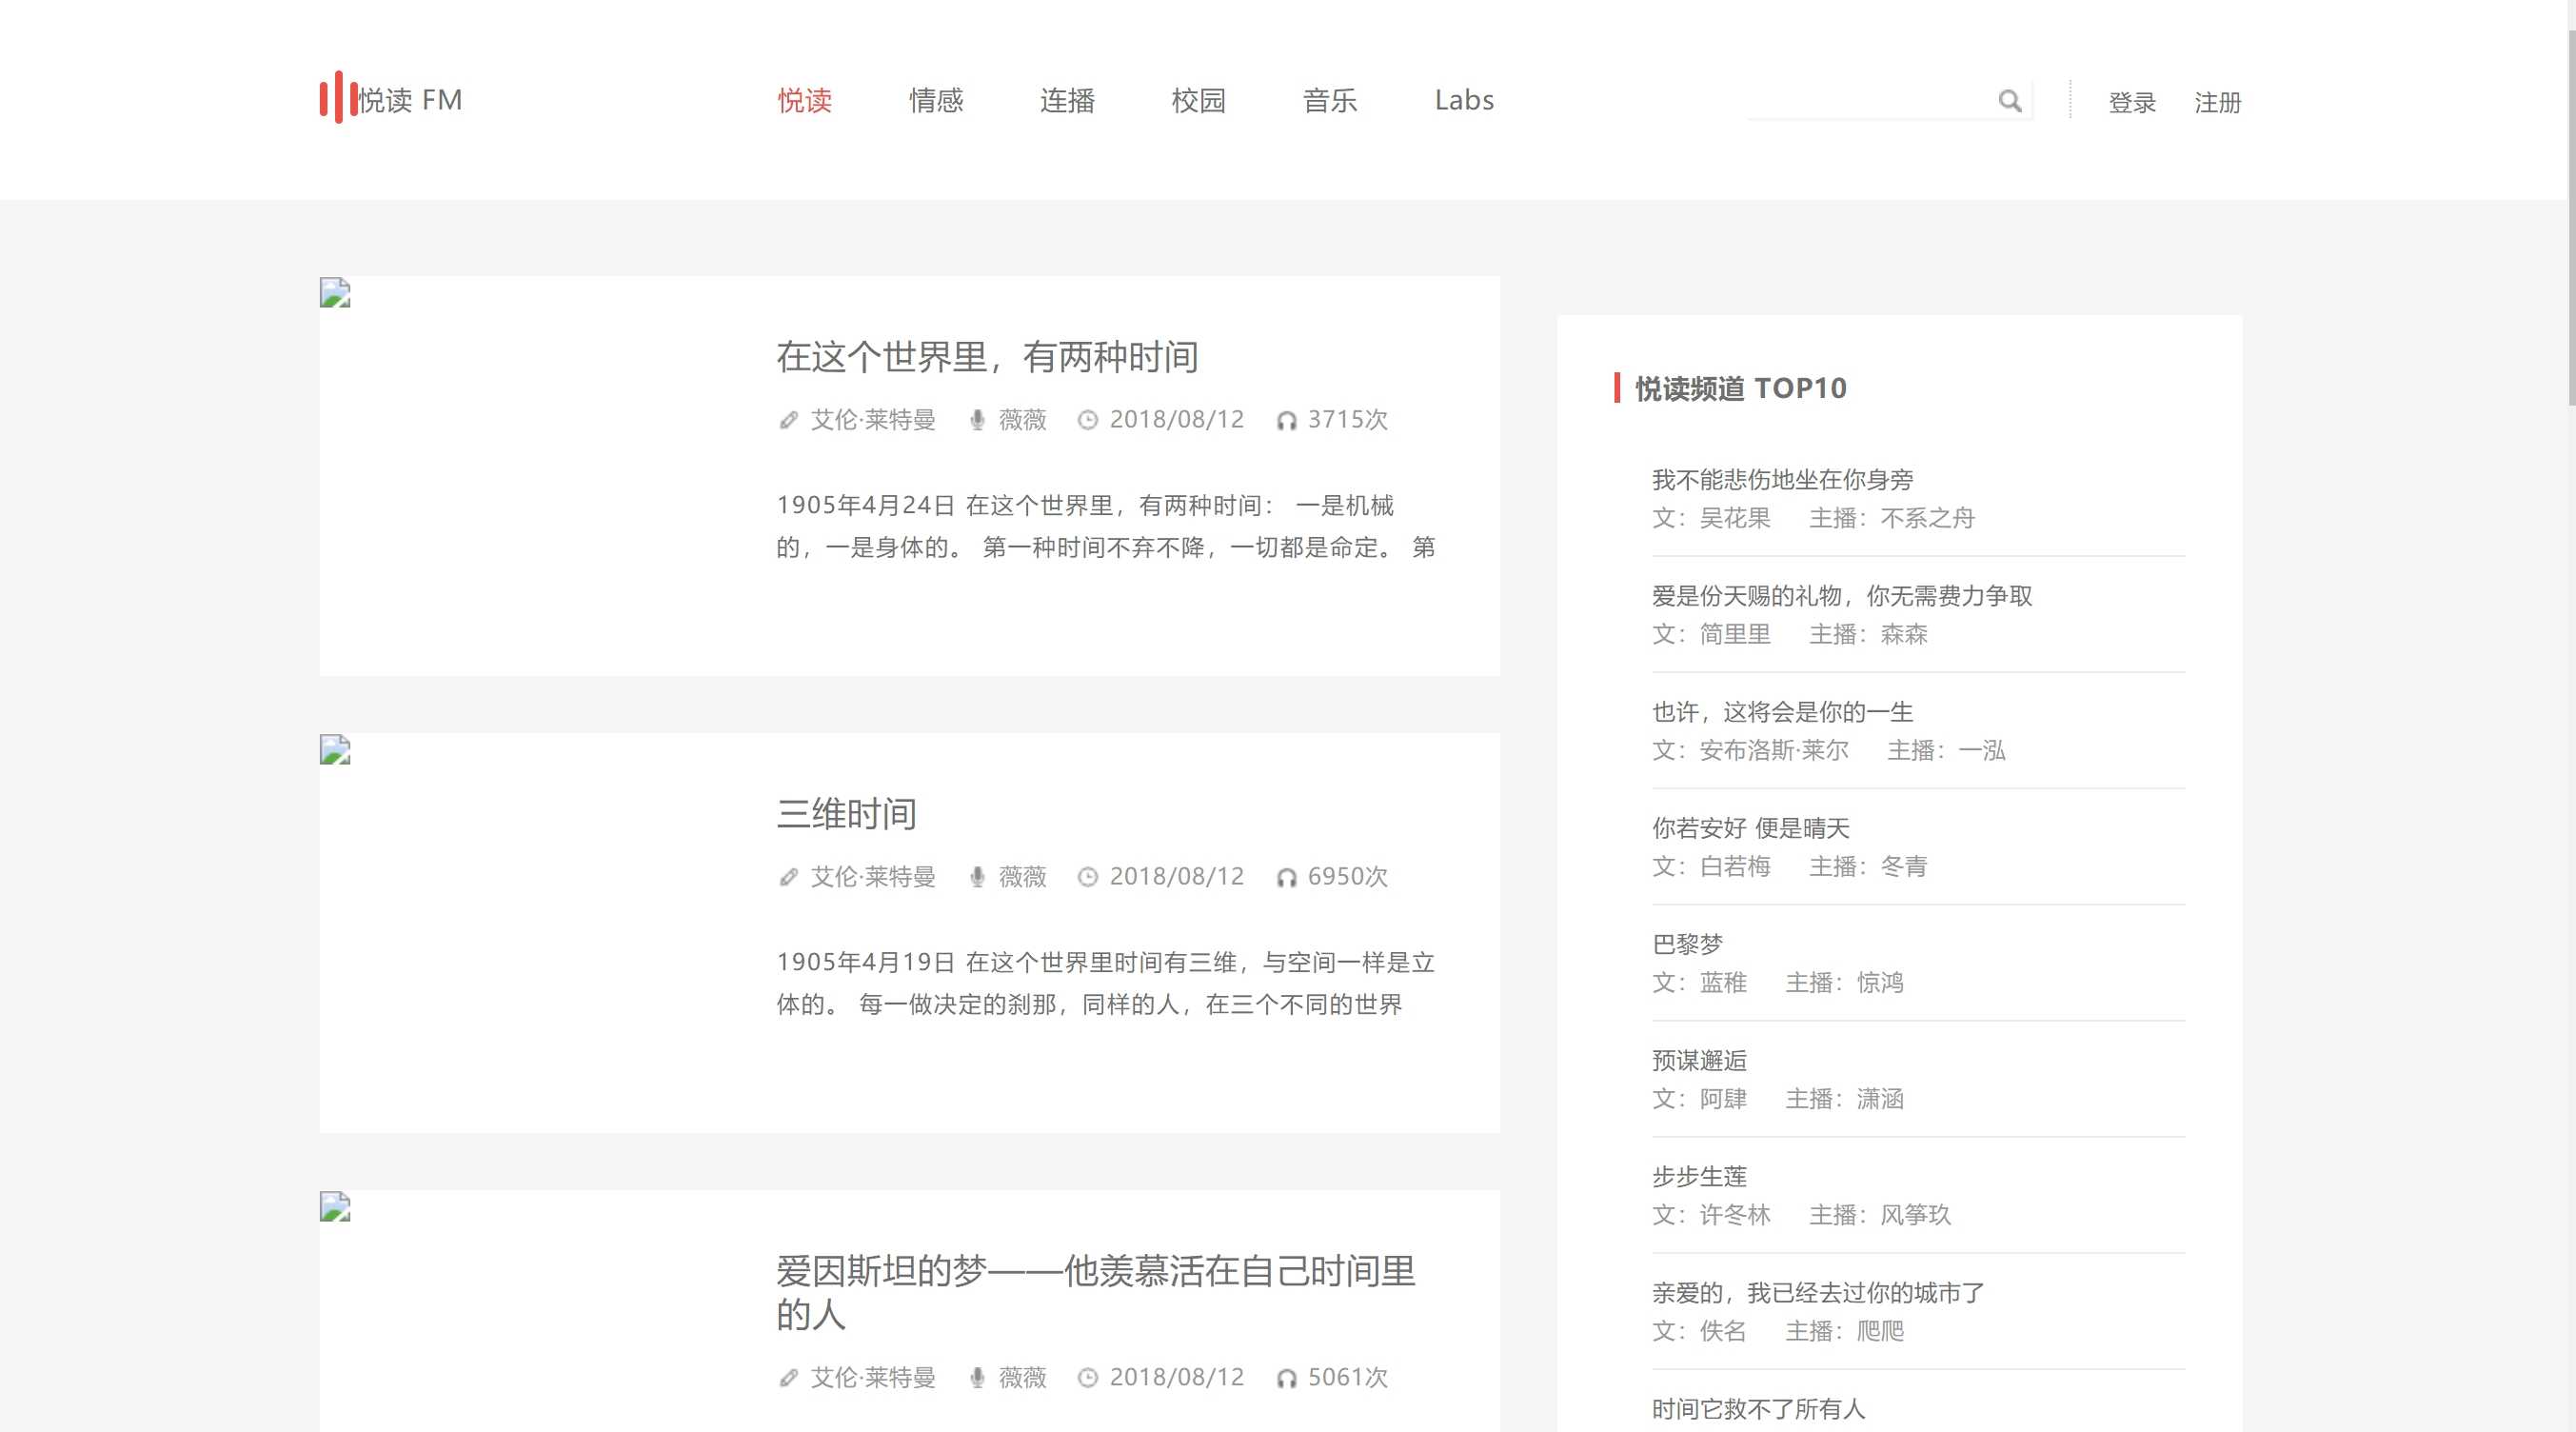 悦读 FM
悦读 情感 连播 校园 音乐 Labs
登录 注册
在这个世界里，有两种时间
艾伦·莱特曼 薇薇 2018/08/12 3715次
1905年4月24日 在这个世界里，有两种时间： 一是机械
的，一是身体的。 第一种时间不弃不降，一切都是命定。 第
三维时间
艾伦·莱特曼 薇薇 2018/08/12 6950次
1905年4月19日 在这个世界里时间有三维，与空间一样是立
体的。 每一做决定的刹那，同样的人，在三个不同的世界
爱因斯坦的梦——他羡慕活在自己时间里
的人
艾伦·莱特曼 薇薇 2018/08/12 5061次
悦读频道 TOP10
我不能悲伤地坐在你身旁
文：吴花果 主播：不系之舟
爱是份天赐的礼物，你无需费力争取
文：简里里 主播：森森
也许，这将会是你的一生
文：安布洛斯·莱尔 主播：一泓
你若安好 便是晴天
文：白若梅 主播：冬青
巴黎梦
文：蓝稚 主播：惊鸿
预谋邂逅
文：阿肆 主播：潇涵
步步生莲
文：许冬林 主播：风筝玖
亲爱的，我已经去过你的城市了
文：佚名 主播：爬爬
时间它救不了所有人